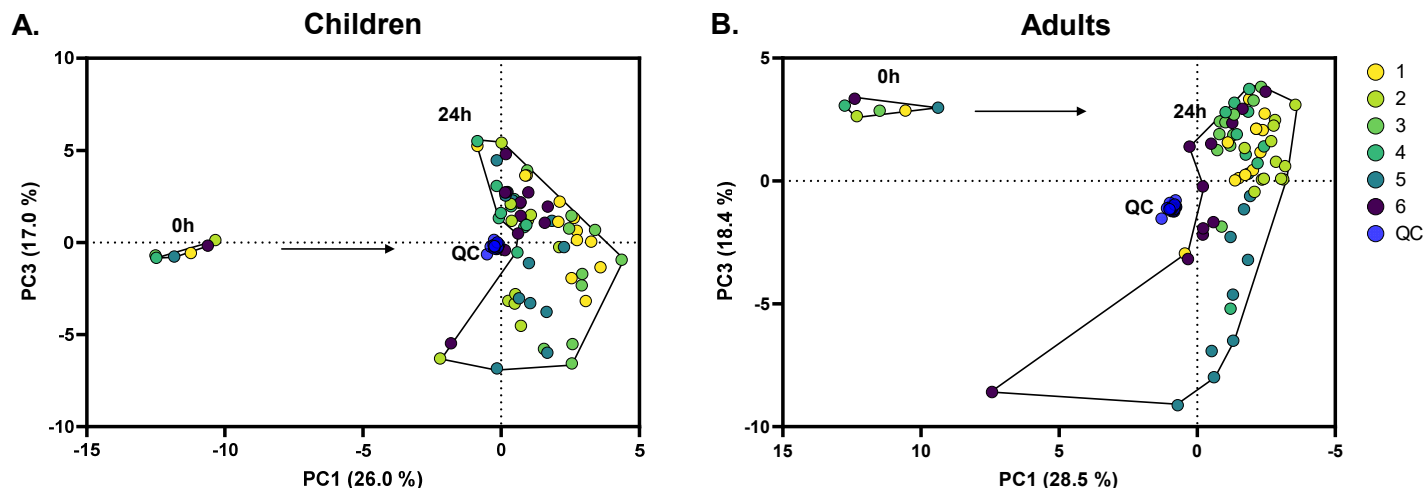 A.
Children
10
5
0
-5
-10
PC3 (17.0 %)
0h
24h
QC
-15
-10
-5
0
5
PC1 (26.0 %)
B.
Adults
5
0
-5
-10
PC3 (18.4 %)
0h
24h
QC
15
10
5
0
-5
PC1 (28.5 %)
1
2
3
4
5
6
QC